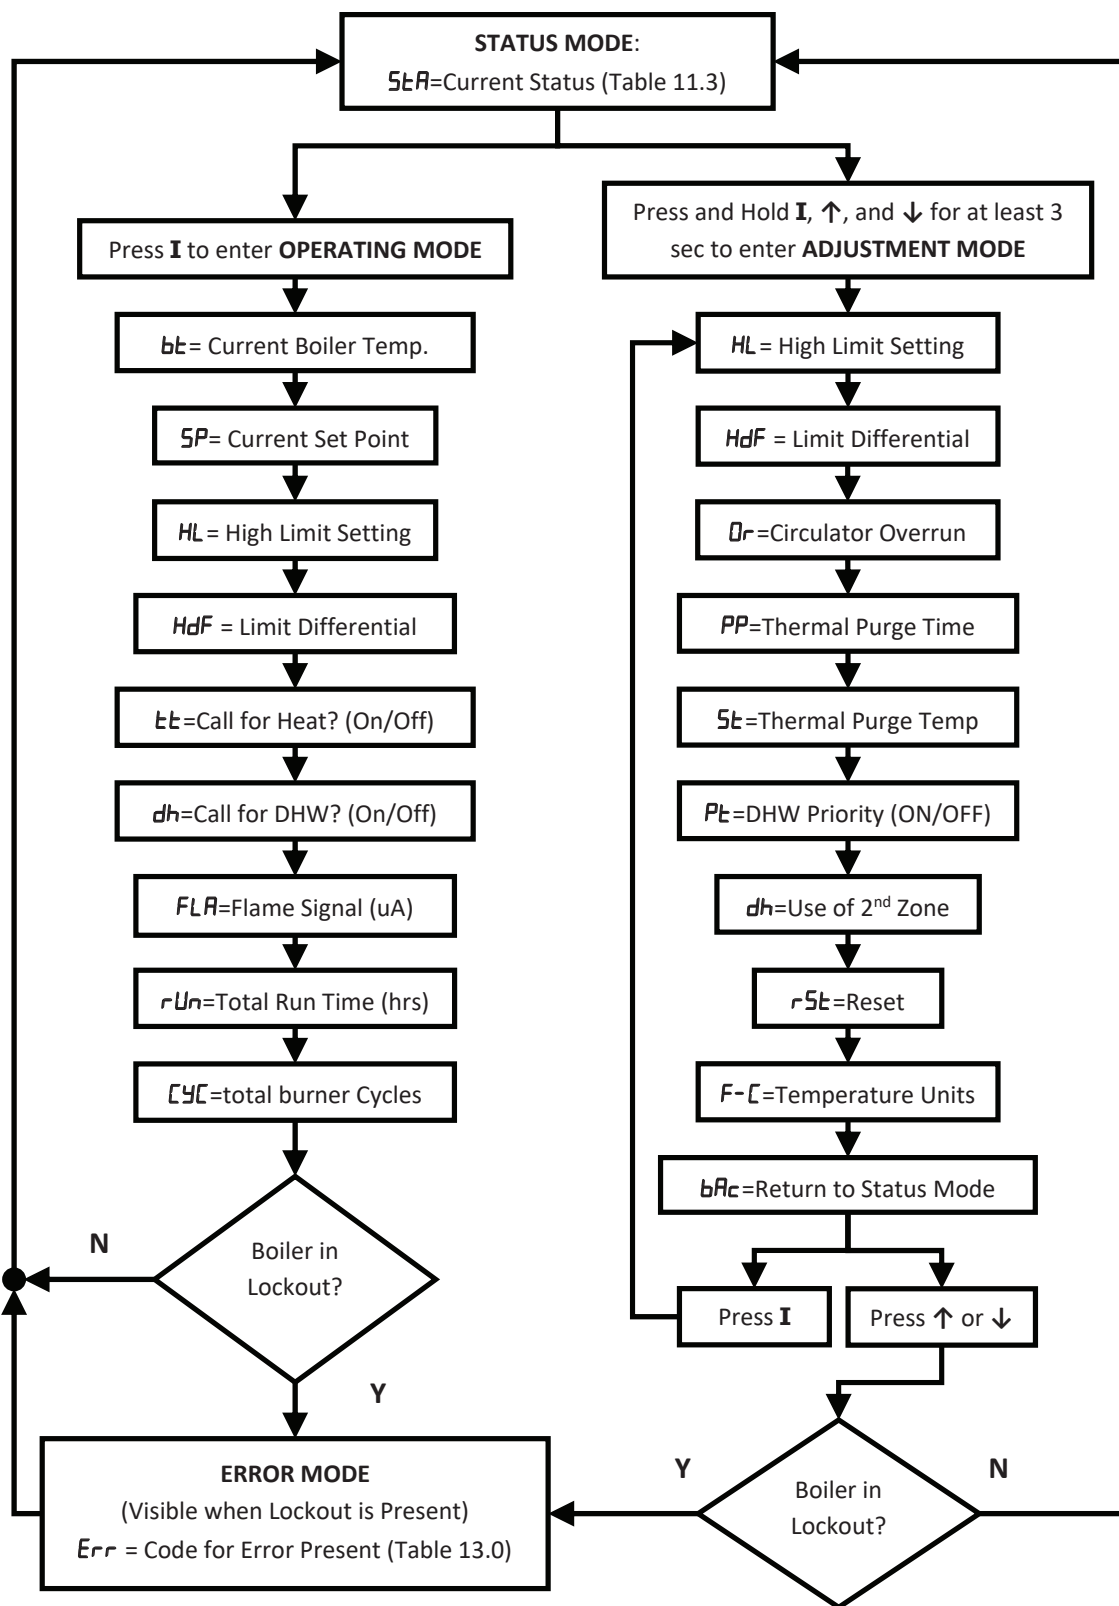 STATUS MODE:
StA=Current Status (Table 11.3)
Press I to enter OPERATING MODE
bt= Current Boiler Temp.
SP= Current Set Point
HL= High Limit Setting
HdF = Limit Differential
tt=Call for Heat? (On/Off)
dh=Call for DHW? (On/Off)
FLA=Flame Signal (uA)
rUn=Total Run Time (hrs)
CYC=total burner Cycles
Boiler in
Lockout?
N
Y
ERROR MODE
(Visible when Lockout is Present)
Err = Code for Error Present (Table 13.0)
Press and Hold I, ↑, and ↓ for at least 3
sec to enter ADJUSTMENT MODE
HL= High Limit Setting
HdF = Limit Differential
Or=Circulator Overrun
PP=Thermal Purge Time
St=Thermal Purge Temp
Pt=DHW Priority (ON/OFF)
dh=Use of 2nd Zone
rSt=Reset
F-C=Temperature Units
bAc=Return to Status Mode
Press I
Press ↑ or ↓
Boiler in
Lockout?
Y
N